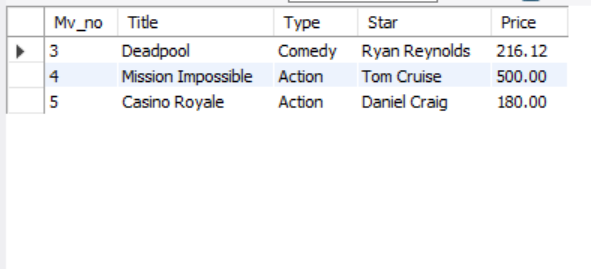 Mv_no Title Type Star Price
3 Deadpool Comedy Ryan Reynolds 216.12
4 Mission Impossible Action Tom Cruise 500.00
5 Casino Royale Action Daniel Craig 180.00